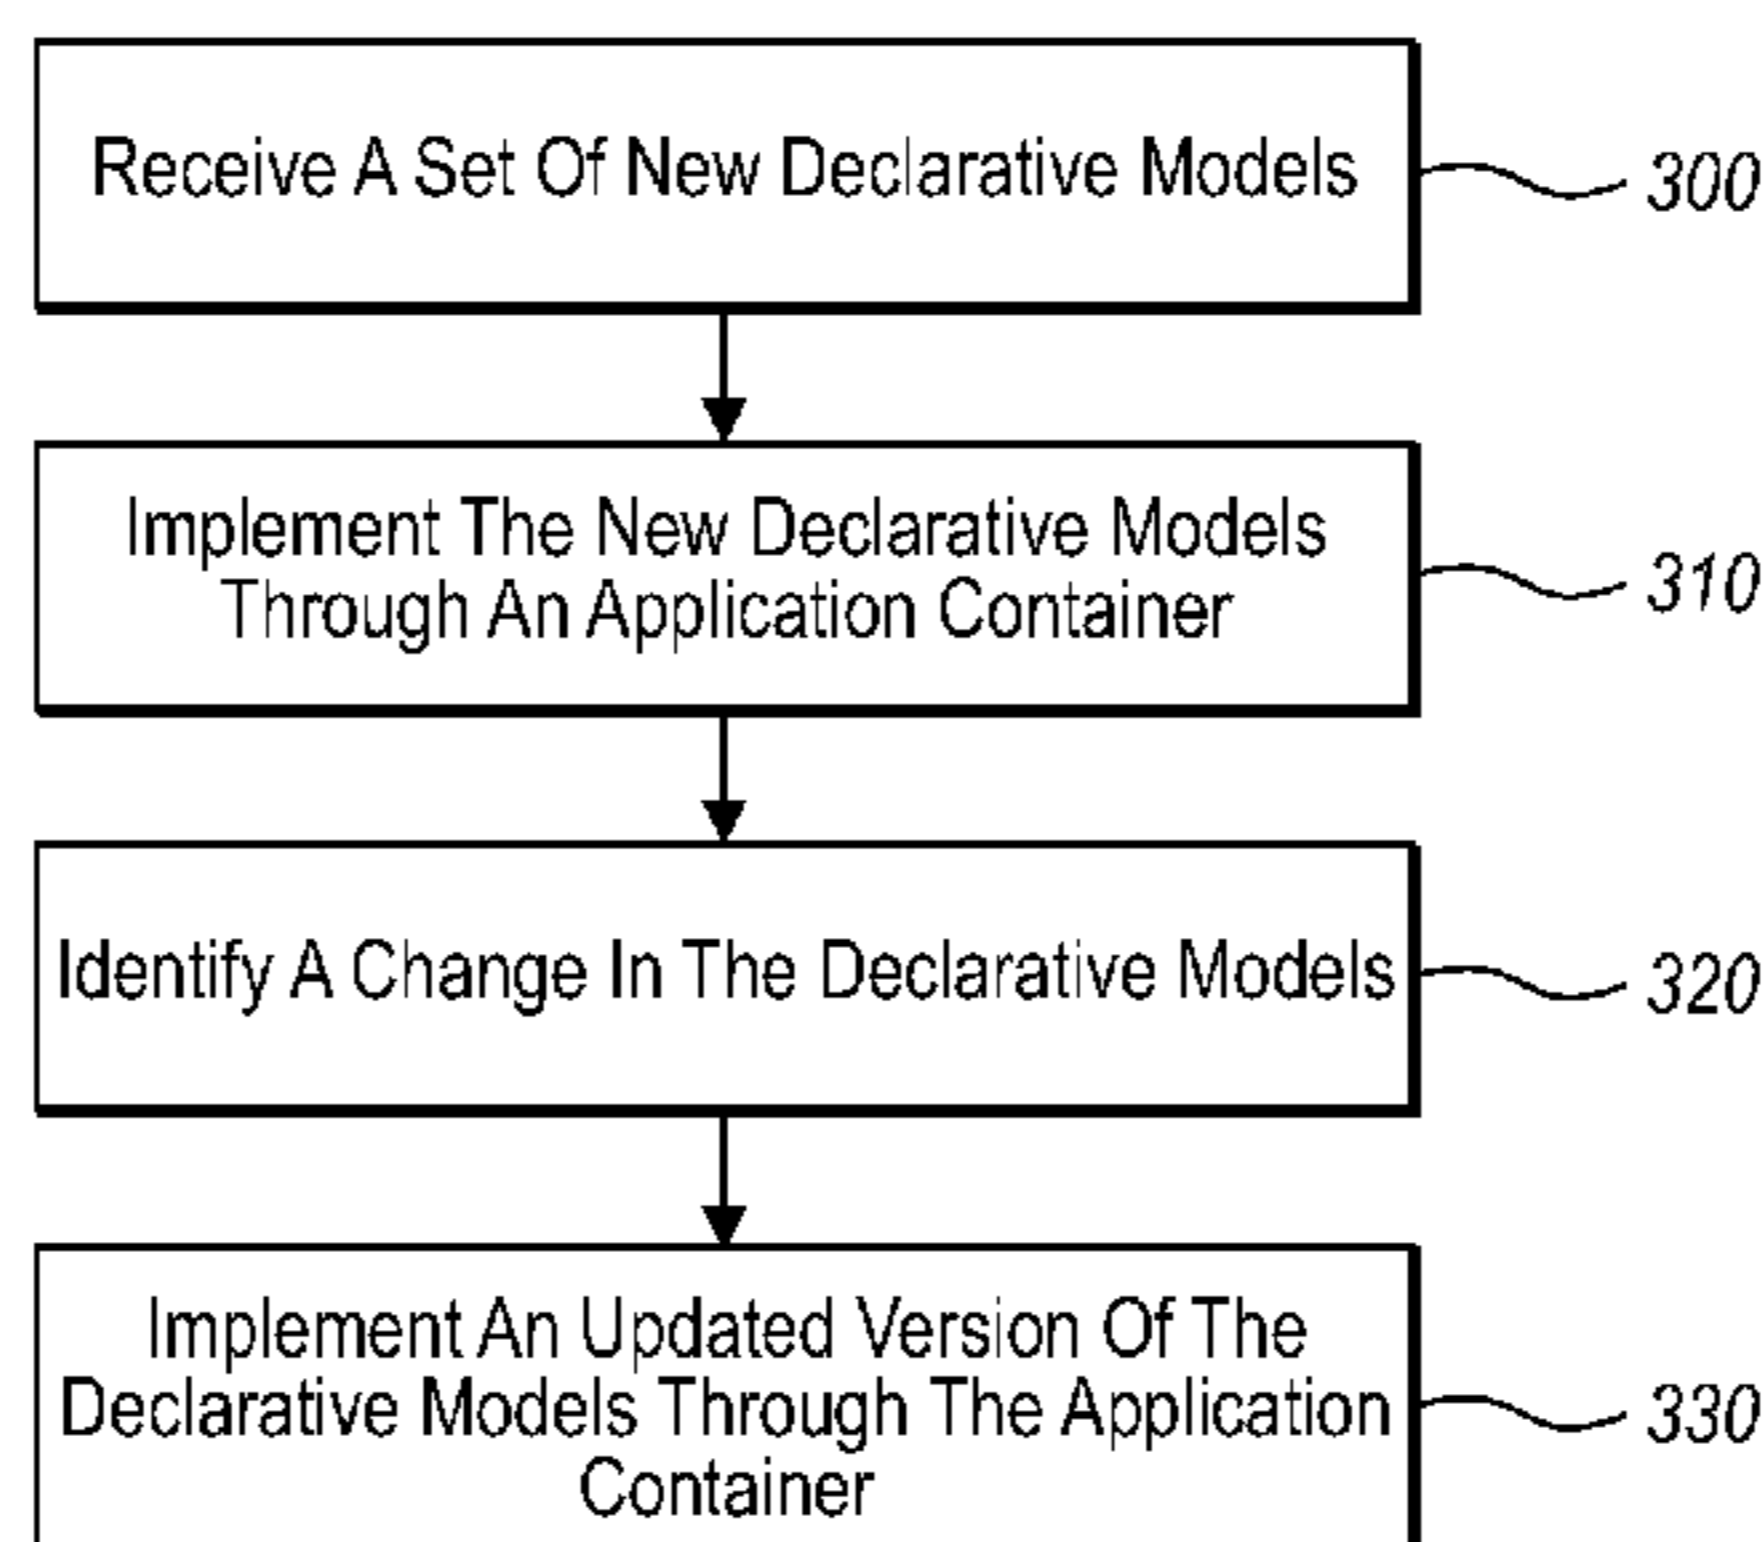 Receive A Set Of New Declarative Models
300
Implement The New Declarative Models
Through An Application Container
310
Identify A Change In The Declarative Models
320
Implement An Updated Version Of The
Declarative Models Through The Application
Container
330